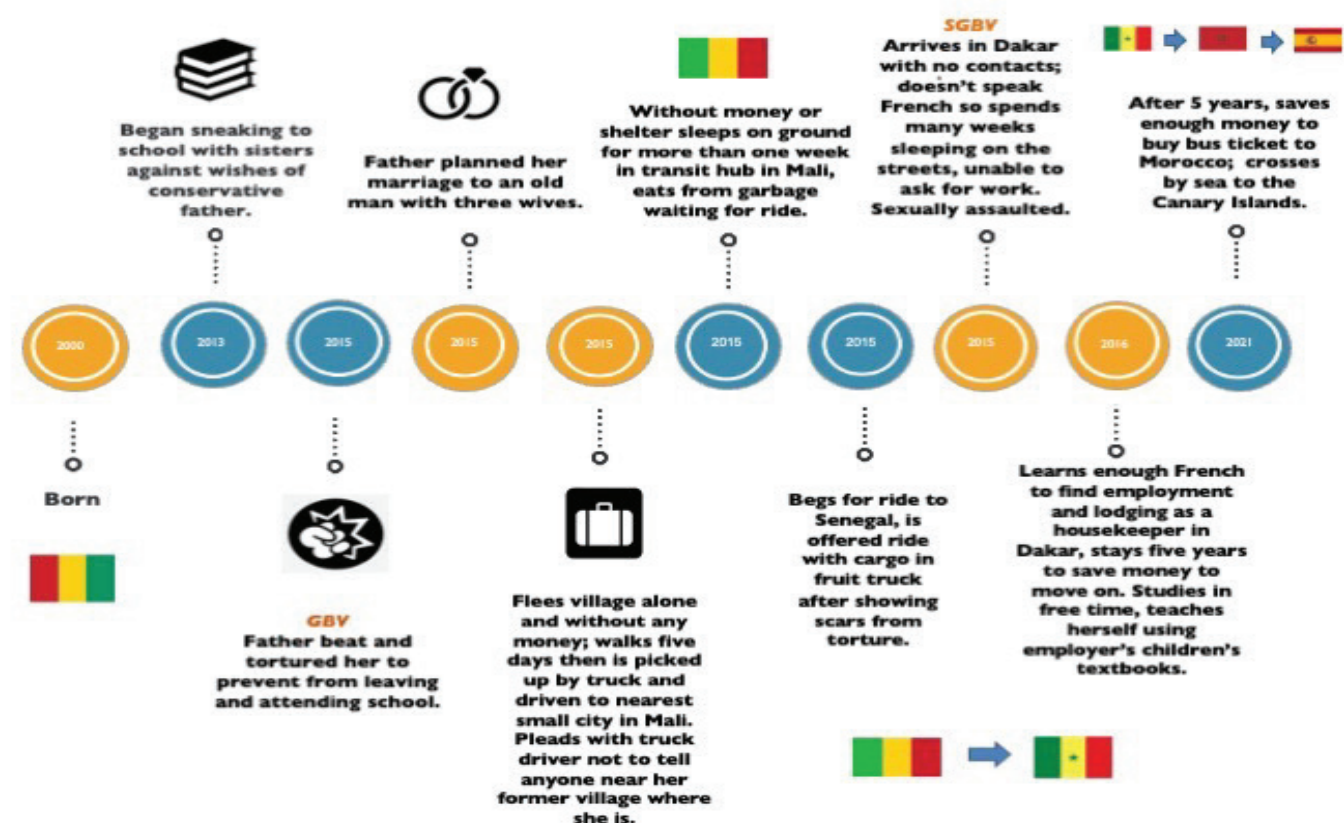 Began sneaking to
school with sisters
against wishes of
conservative
father.
Father planned her
marriage to an old
man with three wives.
Without money or
shelter sleeps on ground
for more than one week
in transit hub in Mali,
eats from garbage
waiting for ride.
SGBV
Arrives in Dakar
with no contacts;
doesn't speak
French so spends
many weeks
sleeping on the
streets, unable to
ask for work.
Sexually assaulted.
After 5 years, saves
enough money to
buy bus ticket to
Morocco; crosses
by sea to the
Canary Islands.
2000
2013
2015
2015
2015
2015
2015
2015
2016
2021
Born
GBV
Father beat and
tortured her to
prevent from leaving
and attending school.
Flees village alone
and without any
money; walks five
days then is picked
up by truck and
driven to nearest
small city in Mali.
Pleads with truck
driver not to tell
anyone near her
former village where
she is.
Begs for ride to
Senegal, is
offered ride
with cargo in
fruit truck
after showing
scars from
torture.
Learns enough French
to find employment
and lodging as a
housekeeper in
Dakar, stays five years
to save money to
move on. Studies in
free time, teaches
herself using
employer's children's
textbooks.